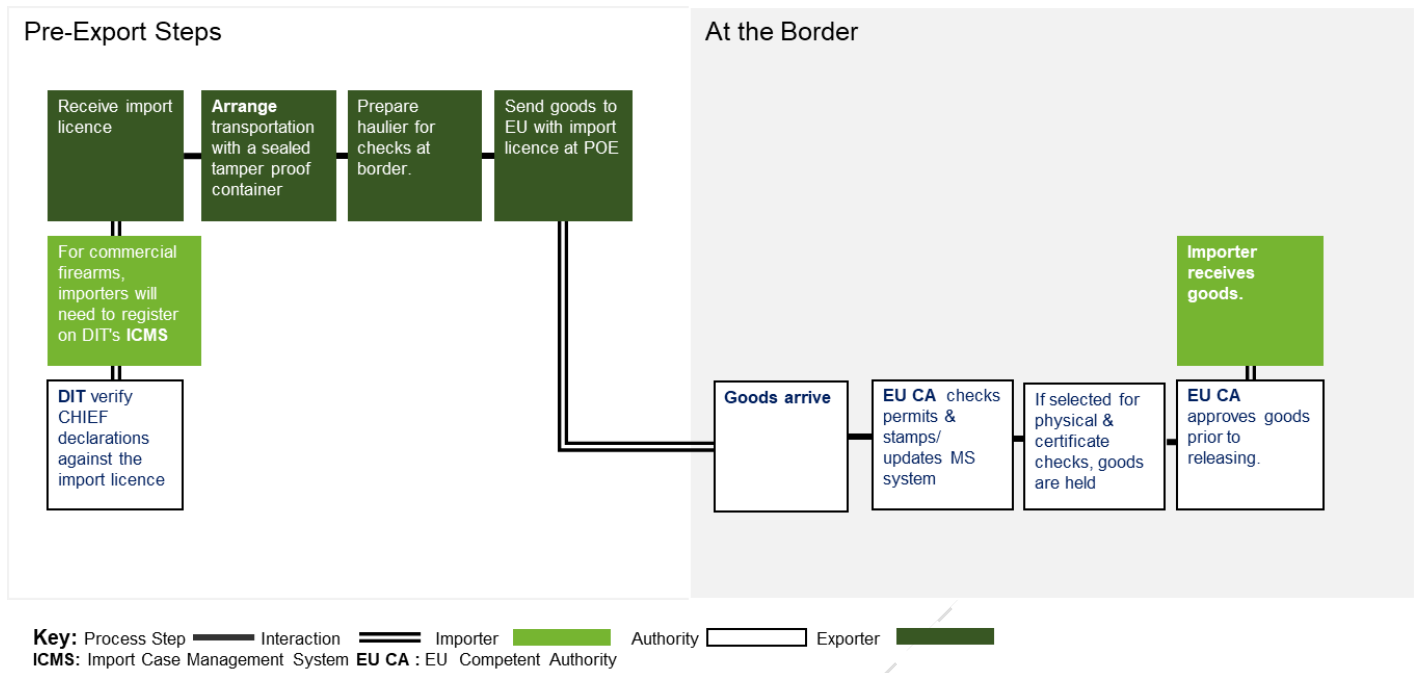 Pre-Export Steps
At the Border
Receive import
licence
Arrange
transportation
with a sealed
tamper proof
container
Prepare
haulier for
checks at
border.
Send goods to
EU with import
licence at POE
For commercial
firearms,
importers will
need to register
on DIT's ICMS
DIT verify
CHIEF
declarations
against the
import licence
Goods arrive
EU CA checks
permits &
stamps/
updates MS
system
If selected for
physical &
certificate
checks, goods
are held
EU CA
approves goods
prior to
releasing.
Importer
receives
goods.
Key: Process Step Interaction Importer Authority Exporter
ICMS: Import Case Management System EU CA : EU Competent Authority